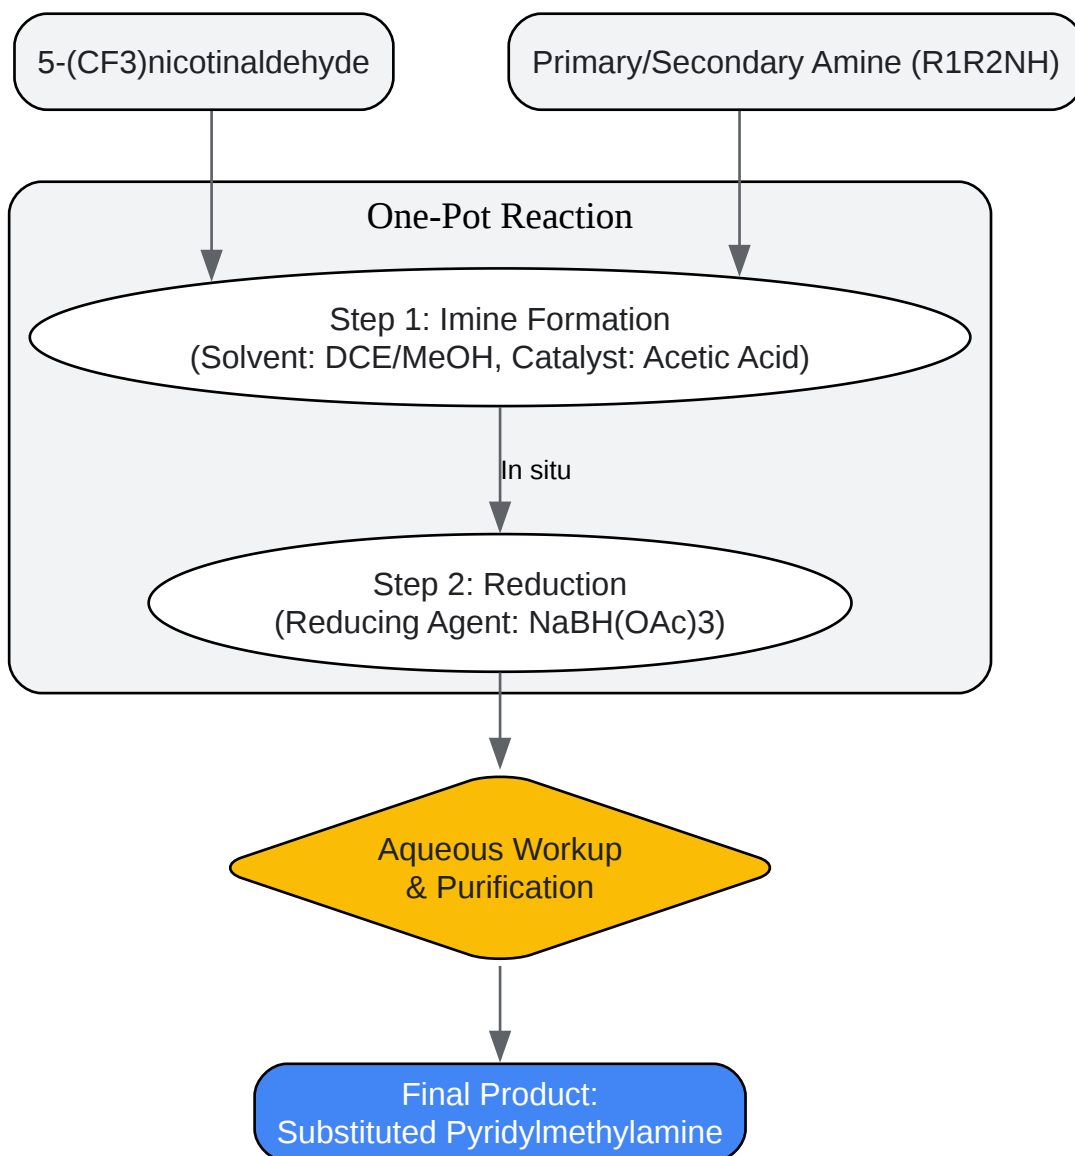 5-(CF3)nicotinaldehyde
Primary/Secondary Amine (R1R2NH)
One-Pot Reaction
Step 1: Imine Formation
(Solvent: DCE/MeOH, Catalyst: Acetic Acid)
In situ
Step 2: Reduction
(Reducing Agent: NaBH(OAc)3)
Aqueous Workup
& Purification
Final Product:
Substituted Pyridylmethylamine